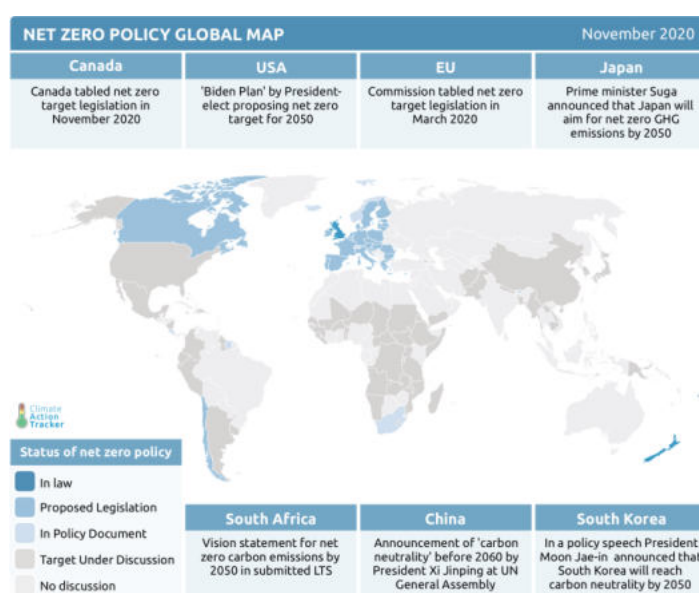 NET ZERO POLICY GLOBAL MAP
November 2020
Canada
Canada tabled net zero
target legislation in
November 2020
USA
'Biden Plan' by President-
elect proposing net zero
target for 2050
EU
Commission tabled net zero
target legislation in
March 2020
Japan
Prime minister Suga
announced that Japan will
aim for net zero GHG
emissions by 2050
Climate
Action
Tracker
Status of net zero policy
In law
Proposed Legislation
In Policy Document
Target Under Discussion
No discussion
South Africa
Vision statement for net
zero carbon emissions by
2050 in submitted LTS
China
Announcement of 'carbon
neutrality' before 2060 by
President Xi Jinping at UN
General Assembly
South Korea
In a policy speech President
Moon Jae-in announced that
South Korea will reach
carbon neutrality by 2050